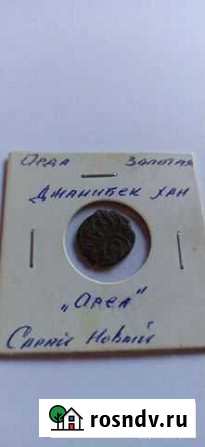 Орда Золотая
Джанибек хан
"Орел"
Сарай Новый
rosndv.ru